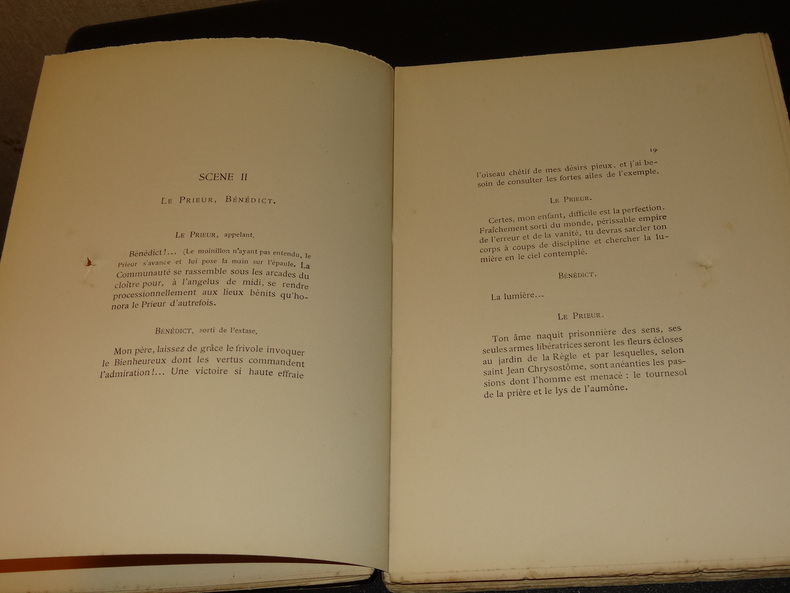 SCENE II
LE PRIEUR, BÉNÉDICT.
LE PRIEUR, appelant.
Bénédict!... (Le mainillon n'ayant pas entendu, le
Prieur s'avance et lui pose la main sur l'épaule. La
Communauté se rassemble sous les arcades du
cloître pour, à l'angelus de midi, se rendre
processionnellement aux lieux bénits qu'ho-
nora le Prieur d'autrefois.
BÉNÉDICT, sorti de l'extase,
Mon père, laissez de grâce le frivole invoquer
le Bienheureux dont les vertus commandent
l'admiration!... Une victoire si haute effraie
19
l'oiseau chétif de mes désirs pieux, et j'ai be-
soin de consulter les fortes ailes de l'exemple.
LE PRIEUR.
Certes, mon enfant, difficile est la perfection.
Fraîchement sorti du monde, périssable empire
de l'erreur et de la vanité, tu devras sarcler ton
corps à coups de discipline et chercher la lu-
mière en le ciel contemplé.
BÉNÉDICT.
La lumière...
LE PRIEUR.
Ton âme naquit prisonnière des sens, ses
seules armes libératrices seront les fleurs écloses
au jardin de la Règle et par lesquelles, selon
saint Jean Chrysostôme, sont anéanties les pas-
sions dont l'homme est menacé : le tournesol
de la prière et le lys de l'aumône.